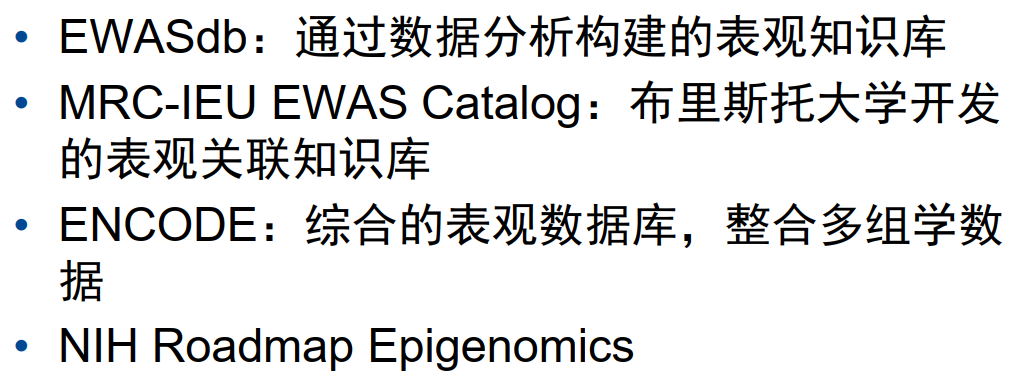 • EWASdb：通过数据分析构建的表观知识库
• MRC-IEU EWAS Catalog：布里斯托大学开发
的表观关联知识库
• ENCODE：综合的表观数据库，整合多组学数
据
• NIH Roadmap Epigenomics